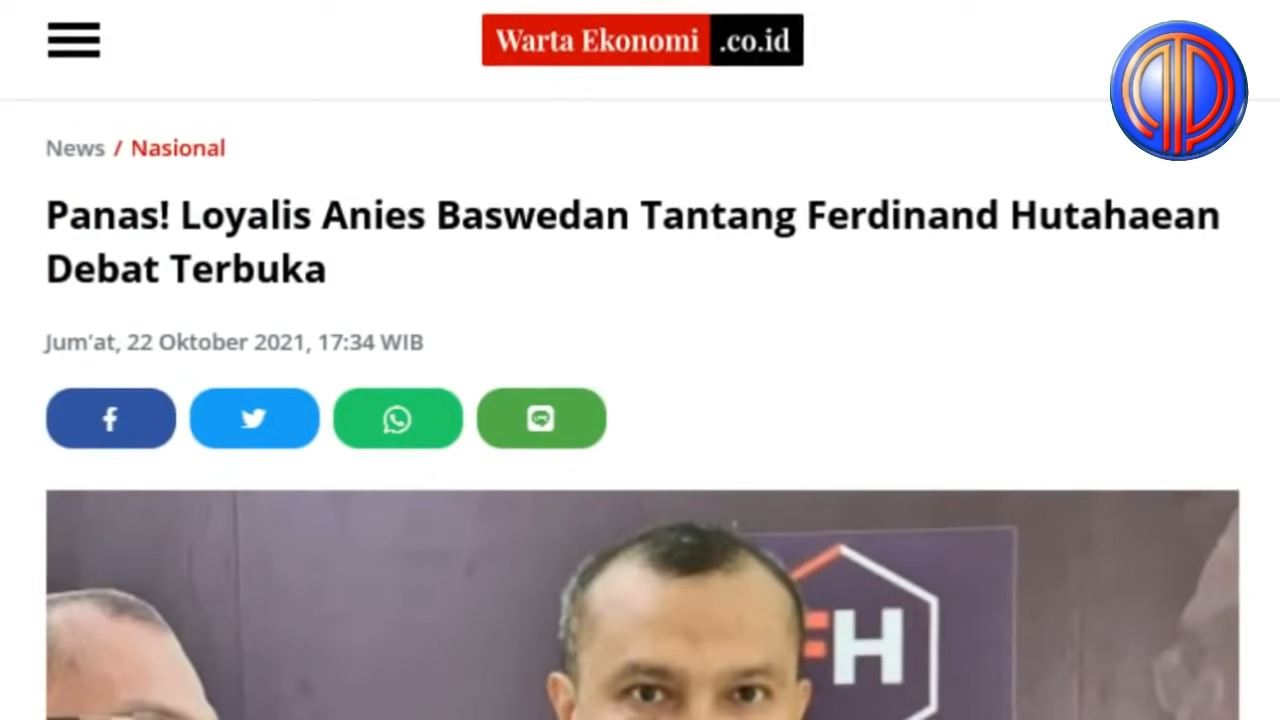 Warta Ekonomi .co.id
News / Nasional
Panas! Loyalis Anies Baswedan Tantang Ferdinand Hutahaean
Debat Terbuka
Jum'at, 22 Oktober 2021, 17:34 WIB
FH